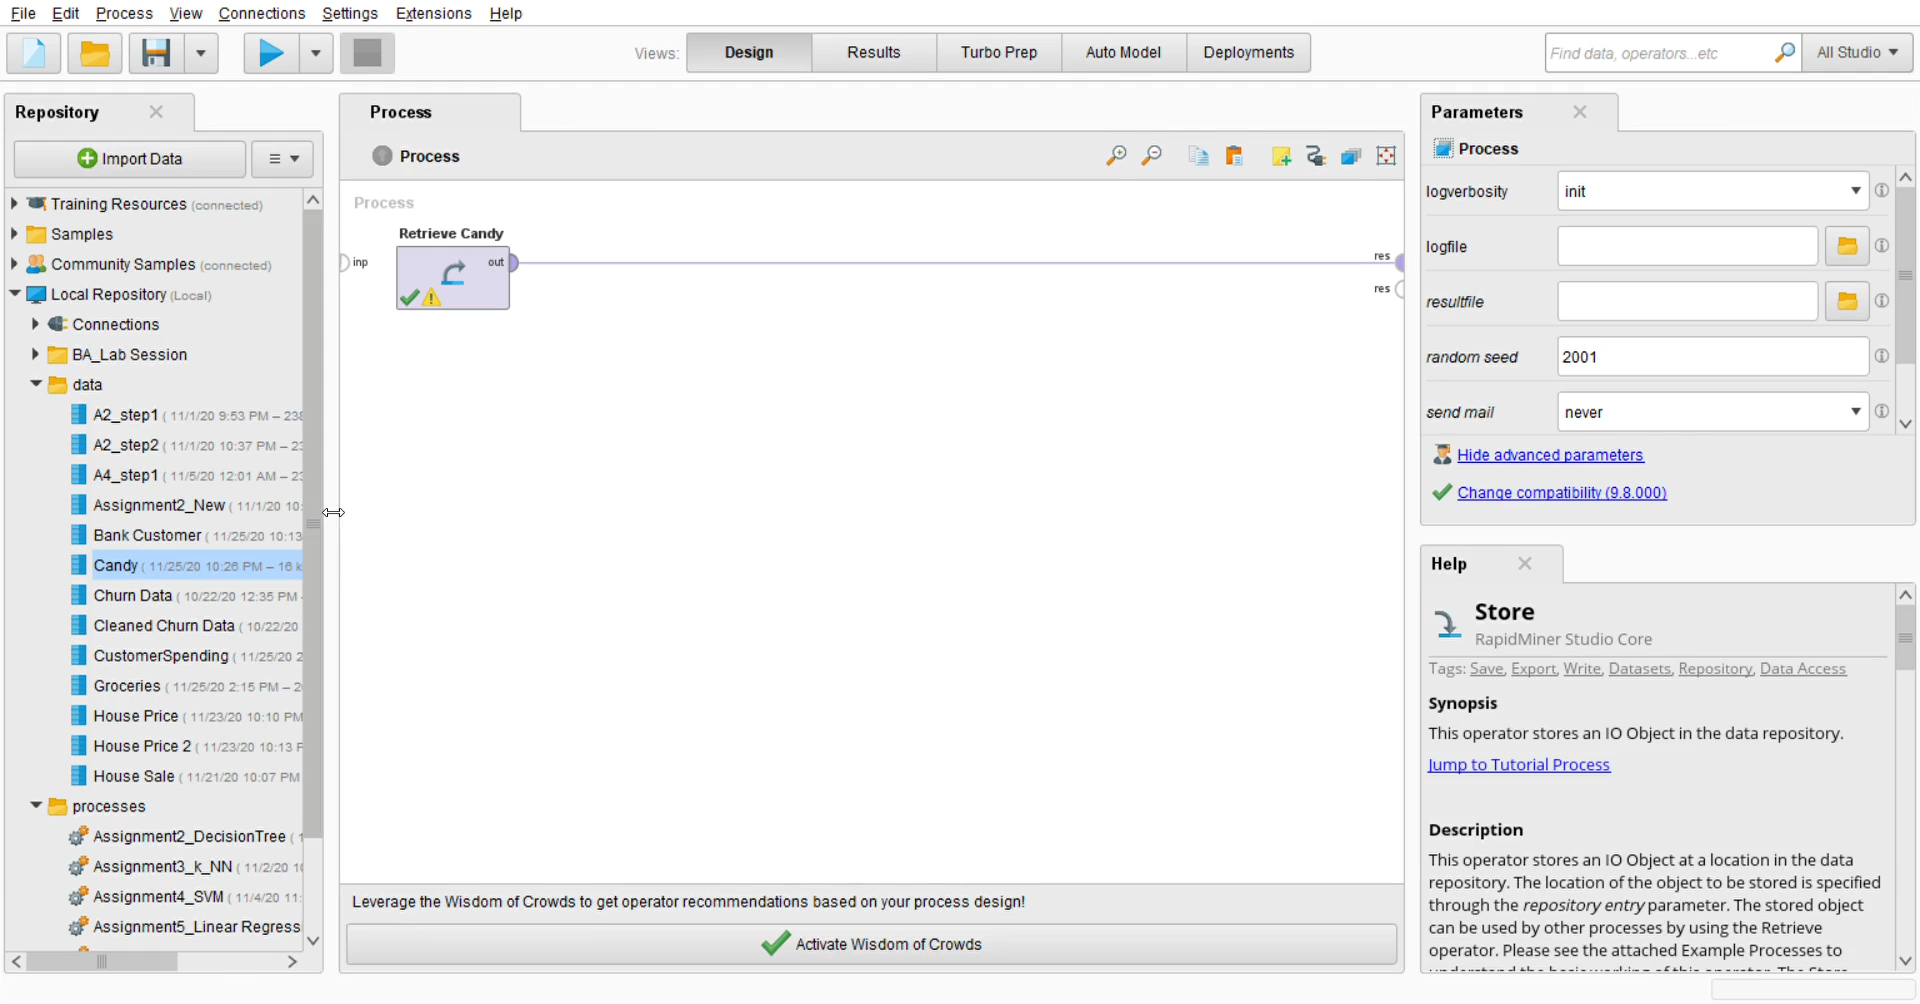 File Edit Process View Connections Settings Extensions Help
Views: Design Results Turbo Prep Auto Model Deployments
Find data, operators...etc
All Studio
Repository
Import Data
Training Resources (connected)
Samples
Community Samples (connected)
Local Repository (Local)
Connections
BA_Lab Session
data
A2_step1 ( 11/1/20 9:53 PM – 238
A2_step2 ( 11/1/20 10:37 PM – 23
A4_step1 ( 11/5/20 12:01 AM – 23
Assignment2_New ( 11/1/20 10:
Bank Customer ( 11/25/20 10:13
Candy ( 11/25/20 10:26 PM – 16 k
Churn Data ( 10/22/20 12:35 PM -
Cleaned Churn Data ( 10/22/20
CustomerSpending ( 11/25/20 2
Groceries ( 11/25/20 2:15 PM – 2
House Price ( 11/23/20 10:10 PM
House Price 2 ( 11/23/20 10:13 P
House Sale ( 11/21/20 10:07 PM
processes
Assignment2_DecisionTree ( 1
Assignment3_k_NN ( 11/2/20 10
Assignment4_SVM ( 11/4/20 11:
Assignment5_Linear Regress
Process
Process
Process
Retrieve Candy
inp
out
res
res
Leverage the Wisdom of Crowds to get operator recommendations based on your process design!
Activate Wisdom of Crowds
Parameters
Process
logverbosity init
logfile
resultfile
random seed 2001
send mail never
Hide advanced parameters
Change compatibility (9.8.000)
Help
Store
RapidMiner Studio Core
Tags: Save, Export, Write, Datasets, Repository, Data Access
Synopsis
This operator stores an IO Object in the data repository.
Jump to Tutorial Process
Description
This operator stores an IO Object at a location in the data
repository. The location of the object to be stored is specified
through the repository entry parameter. The stored object
can be used by other processes by using the Retrieve
operator. Please see the attached Example Processes to